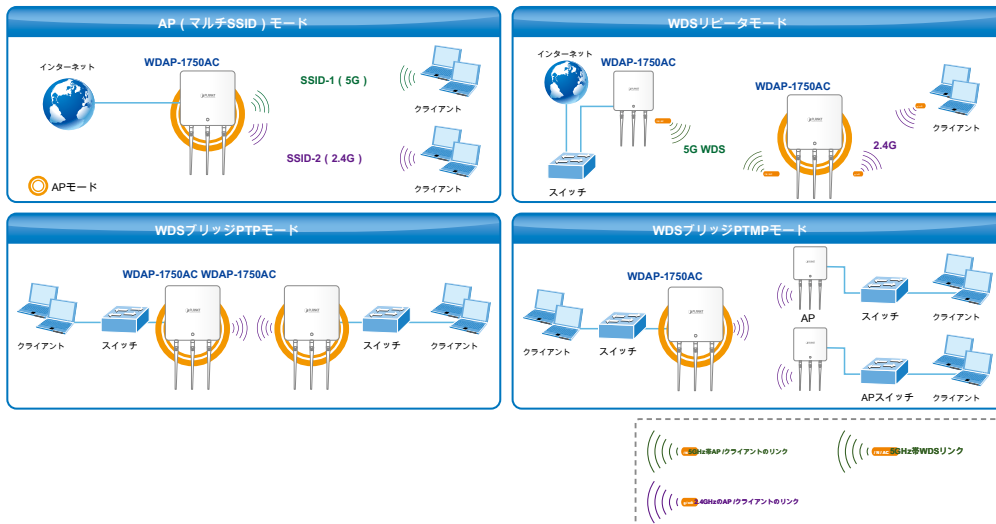 AP ( マルチSSID ) モード
インターネット
WDAP-1750AC
SSID-1 ( 5G )
クライアント
SSID-2 ( 2.4G )
クライアント
APモード
WDSリピータモード
インターネット
WDAP-1750AC
WDAP-1750AC
5G WDS
2.4G
クライアント
スイッチ
WDSブリッジPTPモード
WDAP-1750AC WDAP-1750AC
クライアント
スイッチ
スイッチ
クライアント
WDSブリッジPTMPモード
WDAP-1750AC
クライアント
スイッチ
AP
スイッチ
クライアント
APスイッチ
クライアント
5GHz帯AP /クライアントのリンク
5GHz帯WDSリンク
2.4GHzのAP /クライアントのリンク